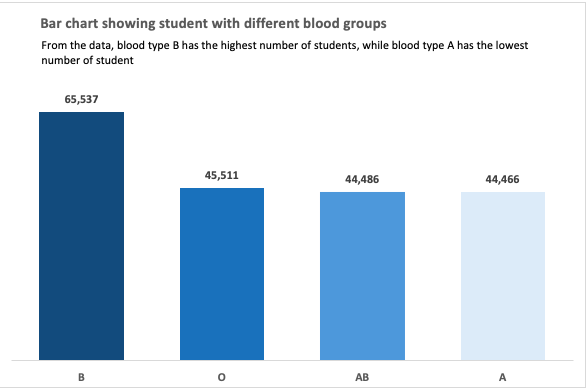 Bar chart showing student with different blood groups
From the data, blood type B has the highest number of students, while blood type A has the lowest
number of student
65,537
45,511
44,486
44,466
B
O
AB
A